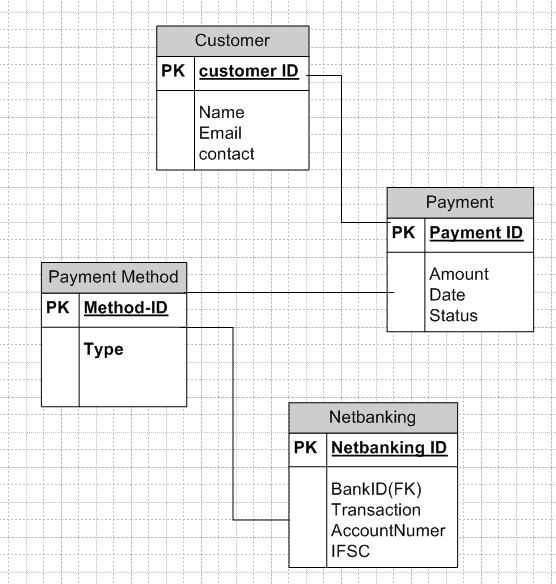 Customer
PK customer ID
Name
Email
contact
Payment
PK Payment ID
Amount
Date
Status
Payment Method
PK Method-ID
Type
Netbanking
PK Netbanking ID
BankID(FK)
Transaction
AccountNumer
IFSC